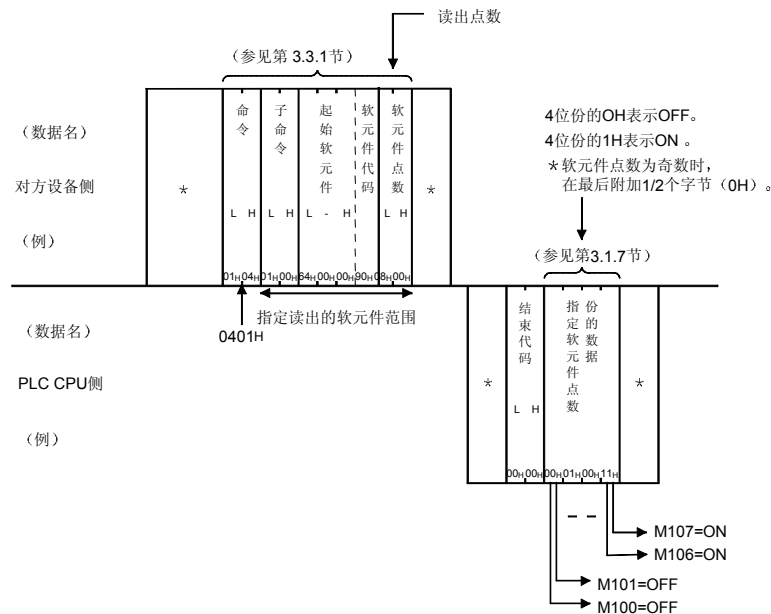 读出点数
（参见第 3.3.1节）
命令
子命令
起始软元件
软元件代码
软元件点数
（数据名）
对方设备侧
（例）
*
*
L H
L H
L - H
L H
01H 04H 01H 00H 64H 00H 00H 90H 08H 00H
0401H
指定读出的软元件范围
4位份的OH表示OFF。
4位份的1H表示ON 。
*软元件点数为奇数时，
在最后附加1/2个字节（0H）。
（参见第3.1.7节）
（数据名）
PLC CPU侧
（例）
*
结束代码
指定软元件点数
份的数据
*
L H
00H 00H 00H 01H 00H 11H
M107=ON
M106=ON
M101=OFF
M100=OFF